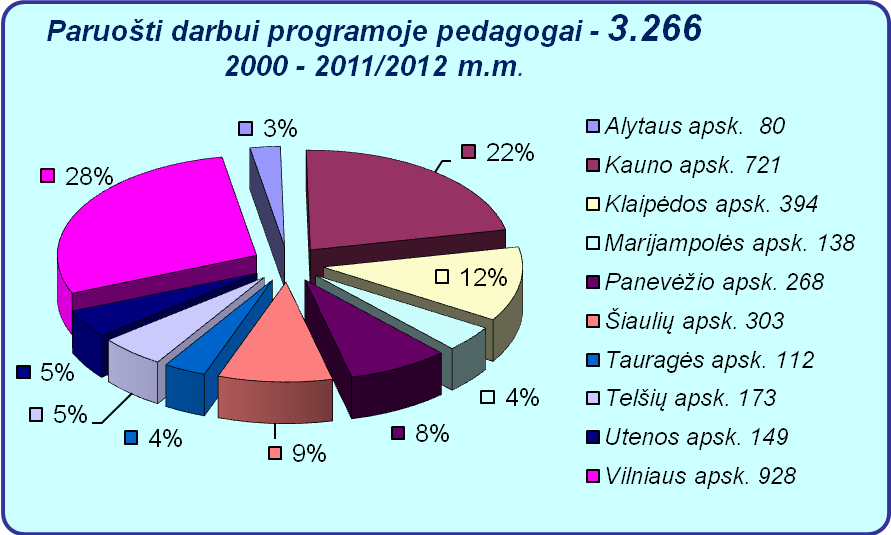 Paruošti darbui programoje pedagogai - 3.266
2000 - 2011/2012 m.m.
3%
22%
28%
12%
5%
4%
5%
4%
8%
9%
Alytaus apsk.  80
Kauno apsk. 721
Klaipėdos apsk. 394
Marijampolės apsk. 138
Panevėžio apsk. 268
Šiaulių apsk. 303
Tauragės apsk. 112
Telšių apsk. 173
Utenos apsk. 149
Vilniaus apsk. 928